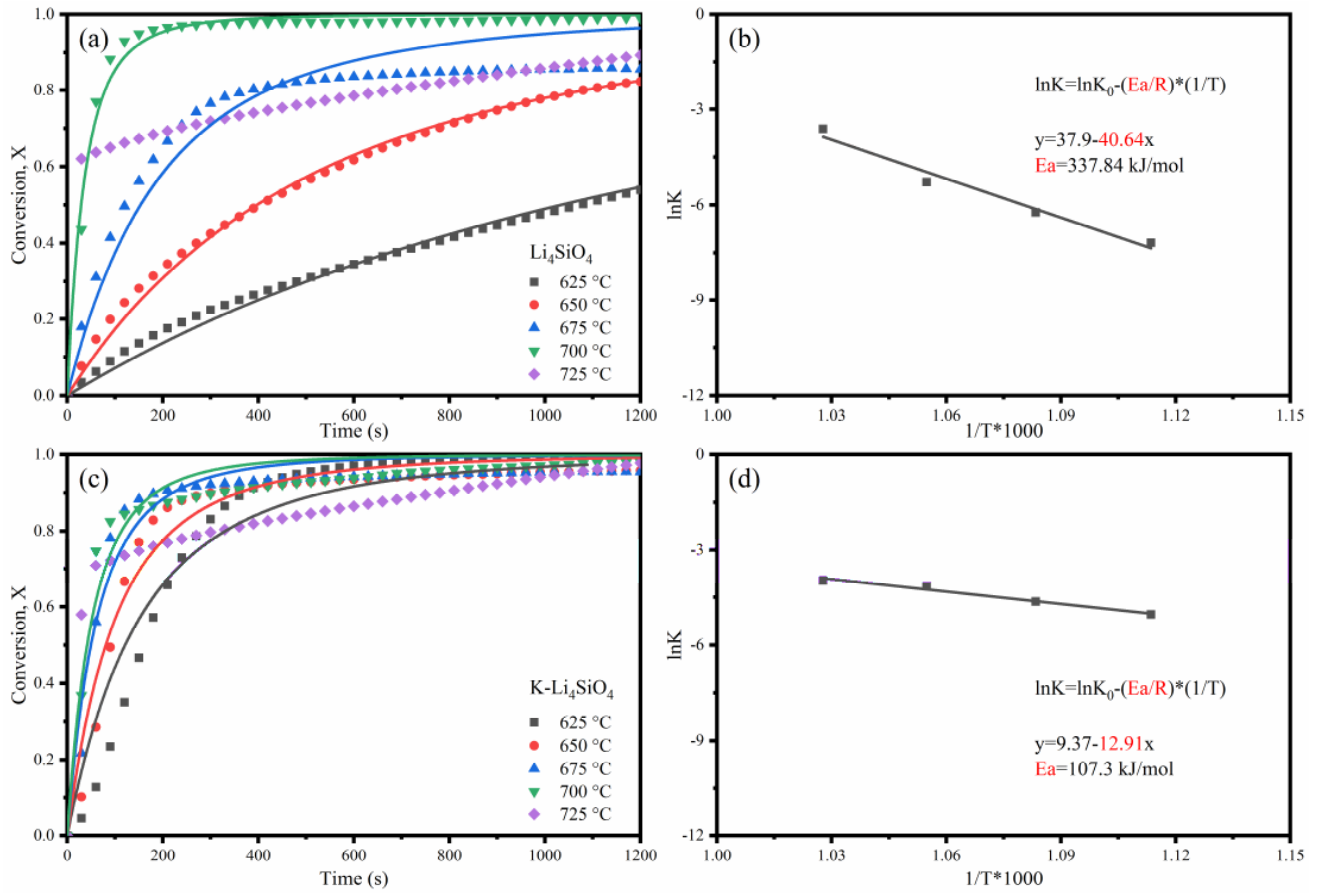 (a)
Conversion, X
1.0
0.8
0.6
0.4
0.2
0.0
0
200
400
600
800
1000
1200
Time (s)
Li₄SiO₄
625 °C
650 °C
675 °C
700 °C
725 °C
(b)
lnK
0
-3
-6
-9
-12
1.00
1.03
1.06
1.09
1.12
1.15
1/T*1000
lnK=lnK₀-(Ea/R)*(1/T)
y=37.9-40.64x
Ea=337.84 kJ/mol
(c)
Conversion, X
1.0
0.8
0.6
0.4
0.2
0.0
0
200
400
600
800
1000
1200
Time (s)
K-Li₄SiO₄
625 °C
650 °C
675 °C
700 °C
725 °C
(d)
lnK
0
-3
-6
-9
-12
1.00
1.03
1.06
1.09
1.12
1.15
1/T*1000
lnK=lnK₀-(Ea/R)*(1/T)
y=9.37-12.91x
Ea=107.3 kJ/mol